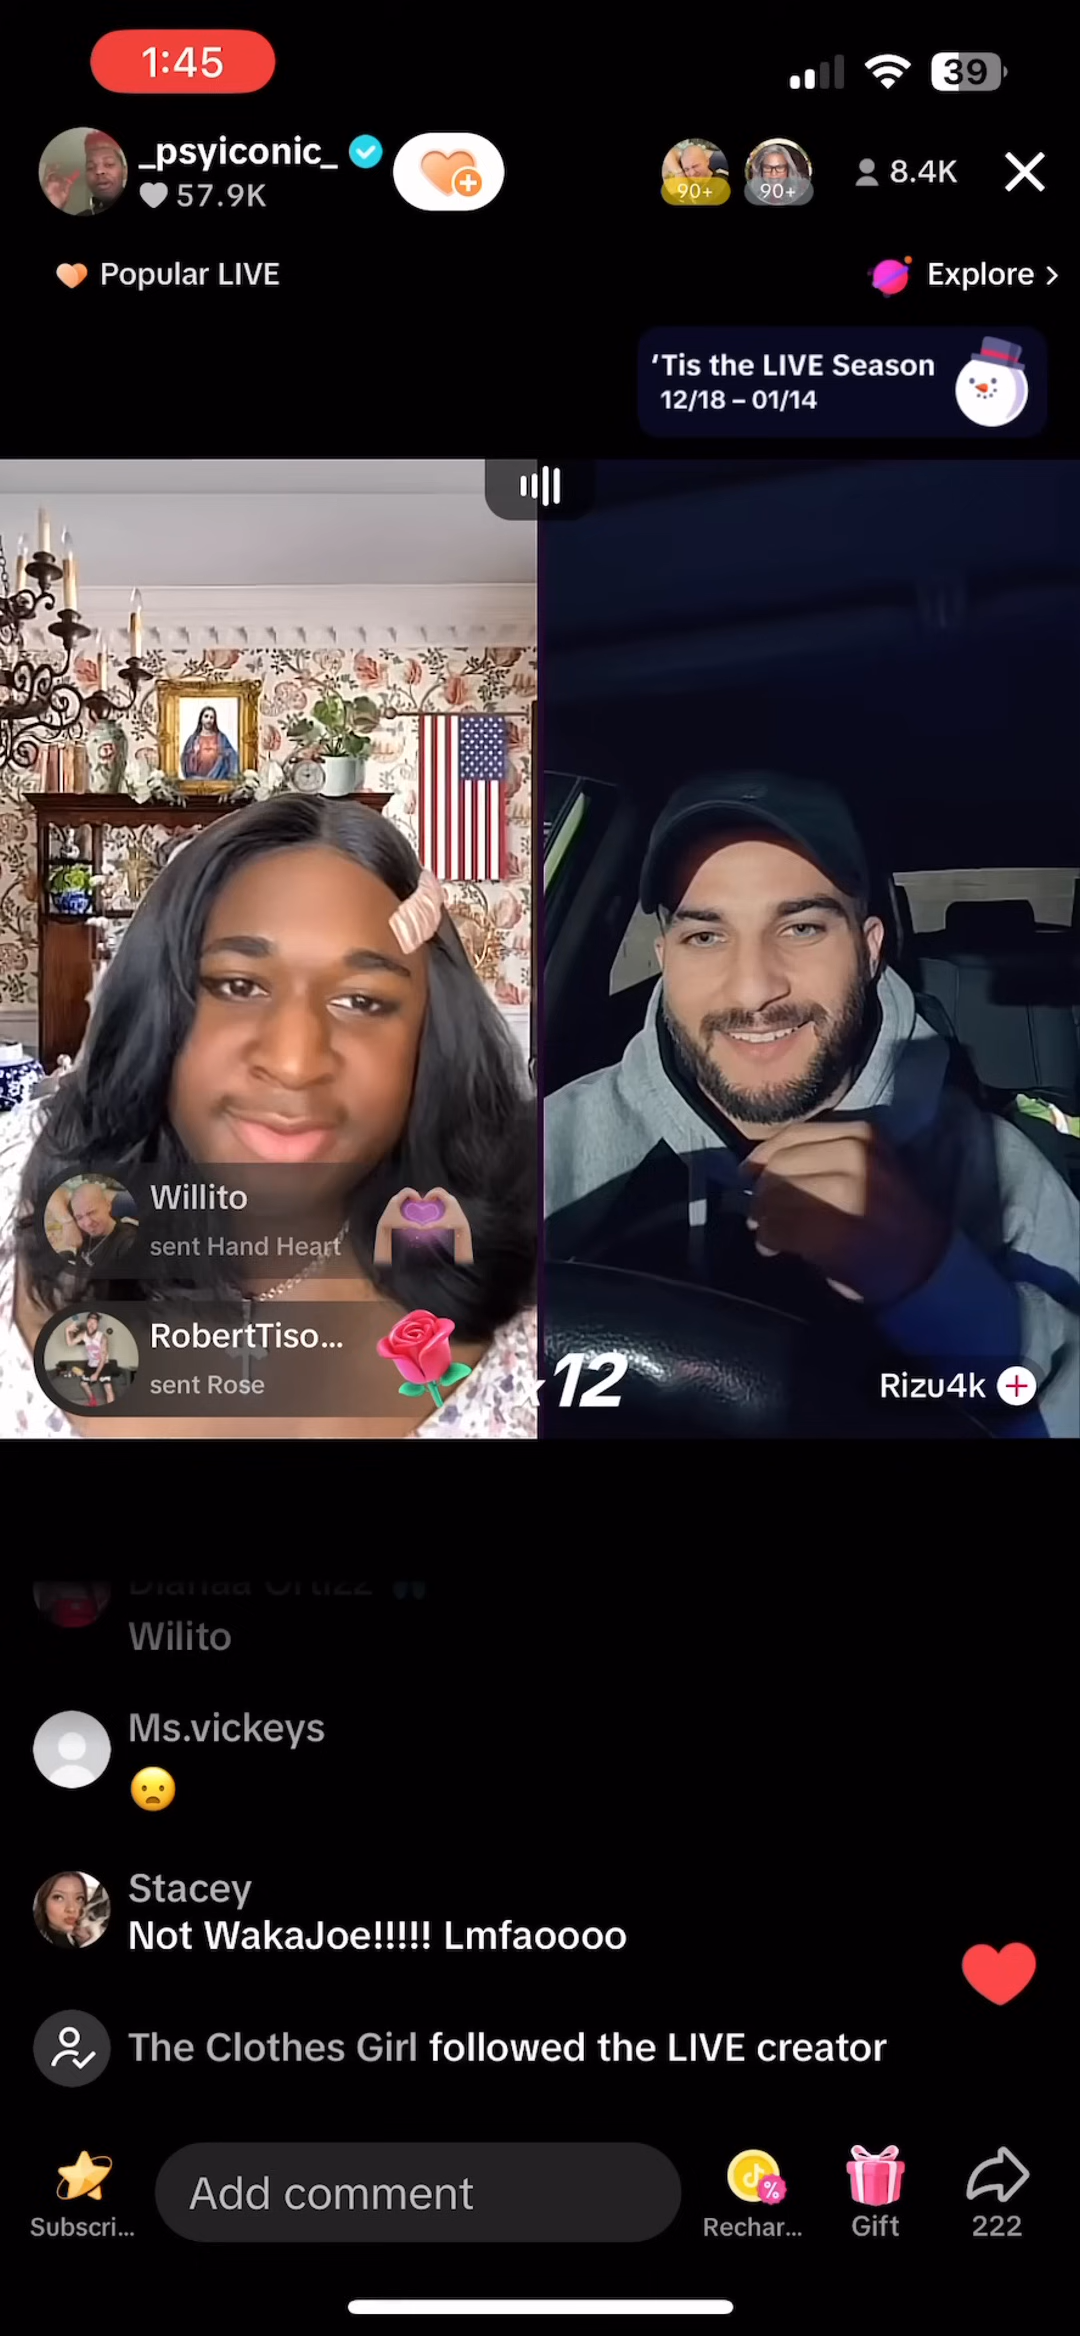 1:45
39
_psyiconic_
57.9K
90+
90+
8.4K
Popular LIVE
Explore >
‘Tis the LIVE Season
12/18 – 01/14
Willito
sent Hand Heart
RobertTiso...
sent Rose
x12
Rizu4k
Wilito
Ms.vickeys
Stacey
Not WakaJoe!!!!! Lmfaoooo
The Clothes Girl followed the LIVE creator
Add comment
Subscri...
Rechar...
Gift
222